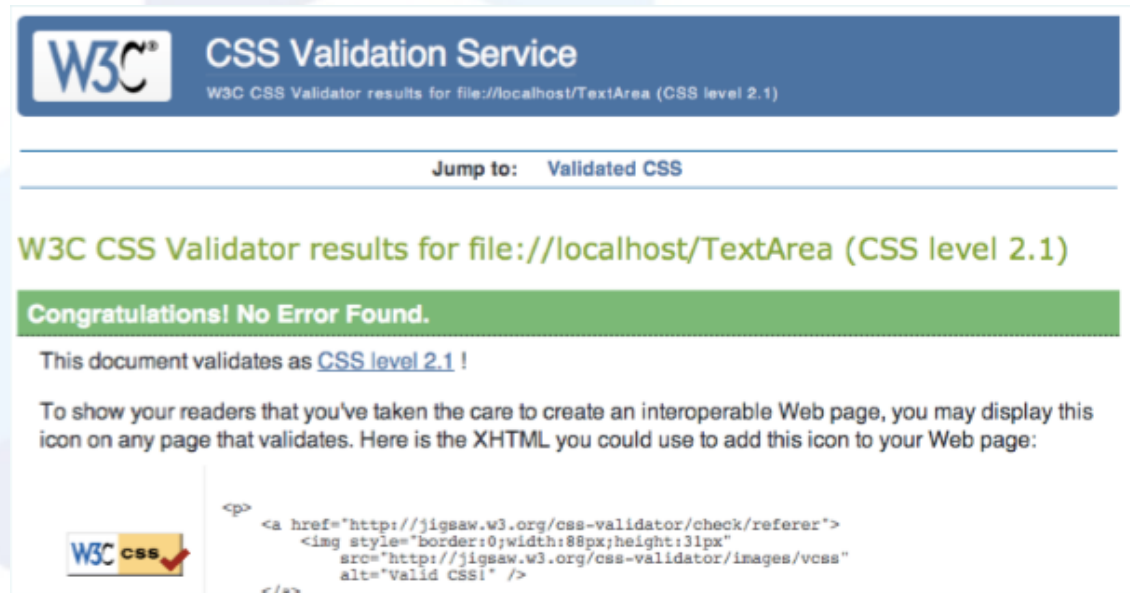 W3C®
CSS Validation Service
W3C CSS Validator results for file://localhost/TextArea (CSS level 2.1)
Jump to: Validated CSS
W3C CSS Validator results for file://localhost/TextArea (CSS level 2.1)
Congratulations! No Error Found.
This document validates as CSS level 2.1 !
To show your readers that you've taken the care to create an interoperable Web page, you may display this
icon on any page that validates. Here is the XHTML you could use to add this icon to your Web page:
W3C css
<p>
<a href="http://jigsaw.w3.org/css-validator/check/referer">
<img style="border:0;width:88px;height:31px"
src="http://jigsaw.w3.org/css-validator/images/vcss"
alt="Valid CSS!" />
</a>